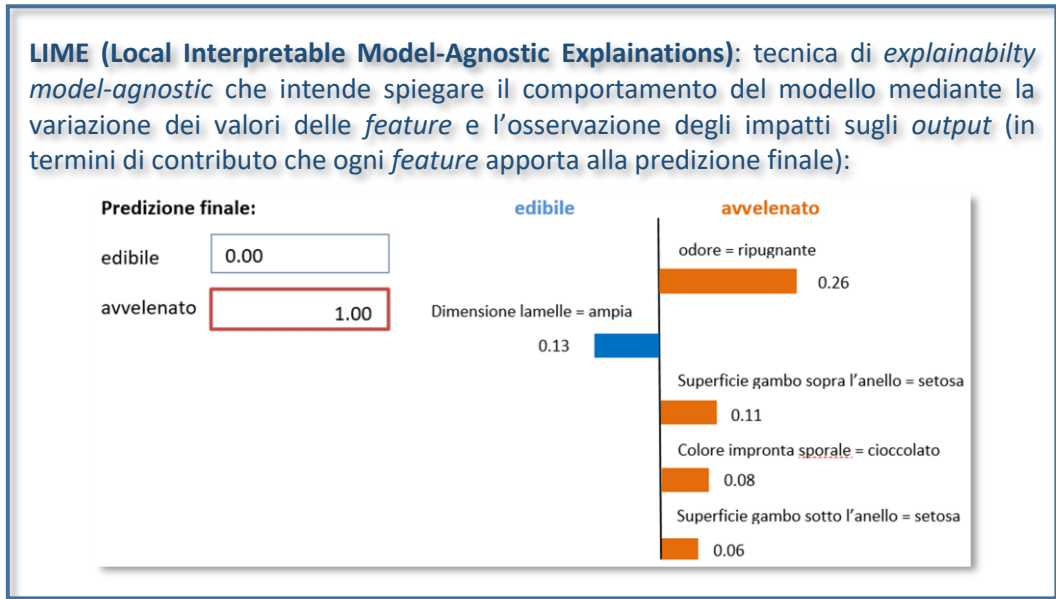 LIME (Local Interpretable Model-Agnostic Explainations): tecnica di explainabilty
model-agnostic che intende spiegare il comportamento del modello mediante la
variazione dei valori delle feature e l'osservazione degli impatti sugli output (in
termini di contributo che ogni feature apporta alla predizione finale):
Predizione finale:
edibile 0.00
avvelenato 1.00
edibile avvelenato
odore = ripugnante
0.26
Dimensione lamelle = ampia
0.13
Superficie gambo sopra l'anello = setosa
0.11
Colore impronta sporale = cioccolato
0.08
Superficie gambo sotto l'anello = setosa
0.06